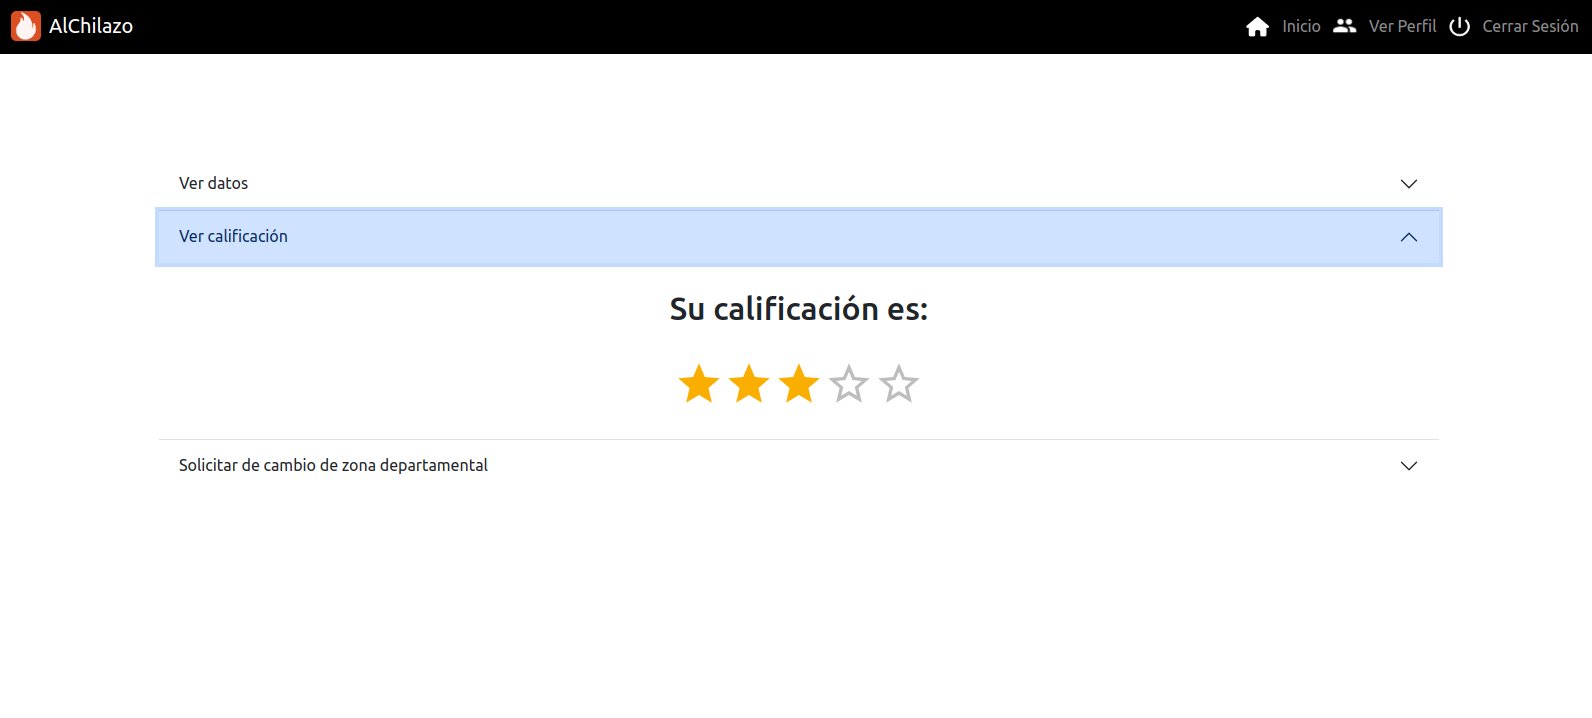 AlChilazo
Inicio Ver Perfil Cerrar Sesión
Ver datos
Ver calificación
Su calificación es:
Solicitar de cambio de zona departamental